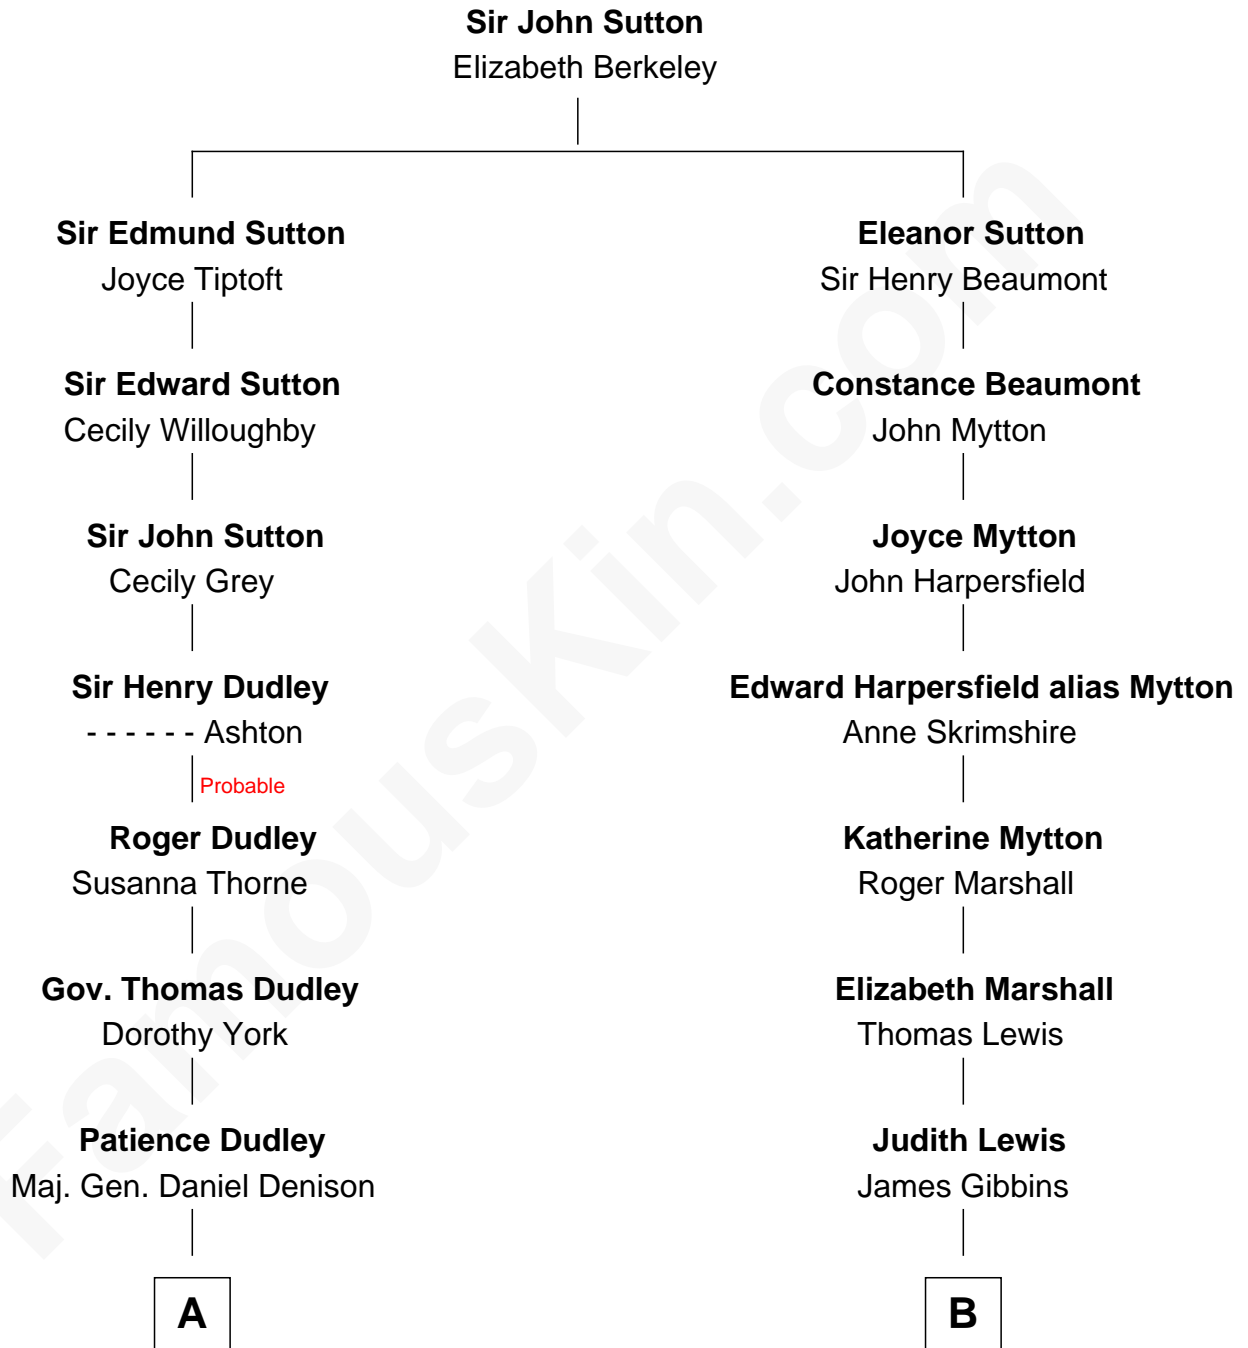 Sir John Sutton
Elizabeth Berkeley
Sir Edmund Sutton
Joyce Tiptoft
Eleanor Sutton
Sir Henry Beaumont
Sir Edward Sutton
Cecily Willoughby
Constance Beaumont
John Mytton
Sir John Sutton
Cecily Grey
Joyce Mytton
John Harpersfield
Sir Henry Dudley
- - - - - - Ashton
Edward Harpersfield alias Mytton
Anne Skrimshire
Probable
Roger Dudley
Susanna Thorne
Katherine Mytton
Roger Marshall
Gov. Thomas Dudley
Dorothy York
Elizabeth Marshall
Thomas Lewis
Patience Dudley
Maj. Gen. Daniel Denison
Judith Lewis
James Gibbins
A
B
FamousKin.com